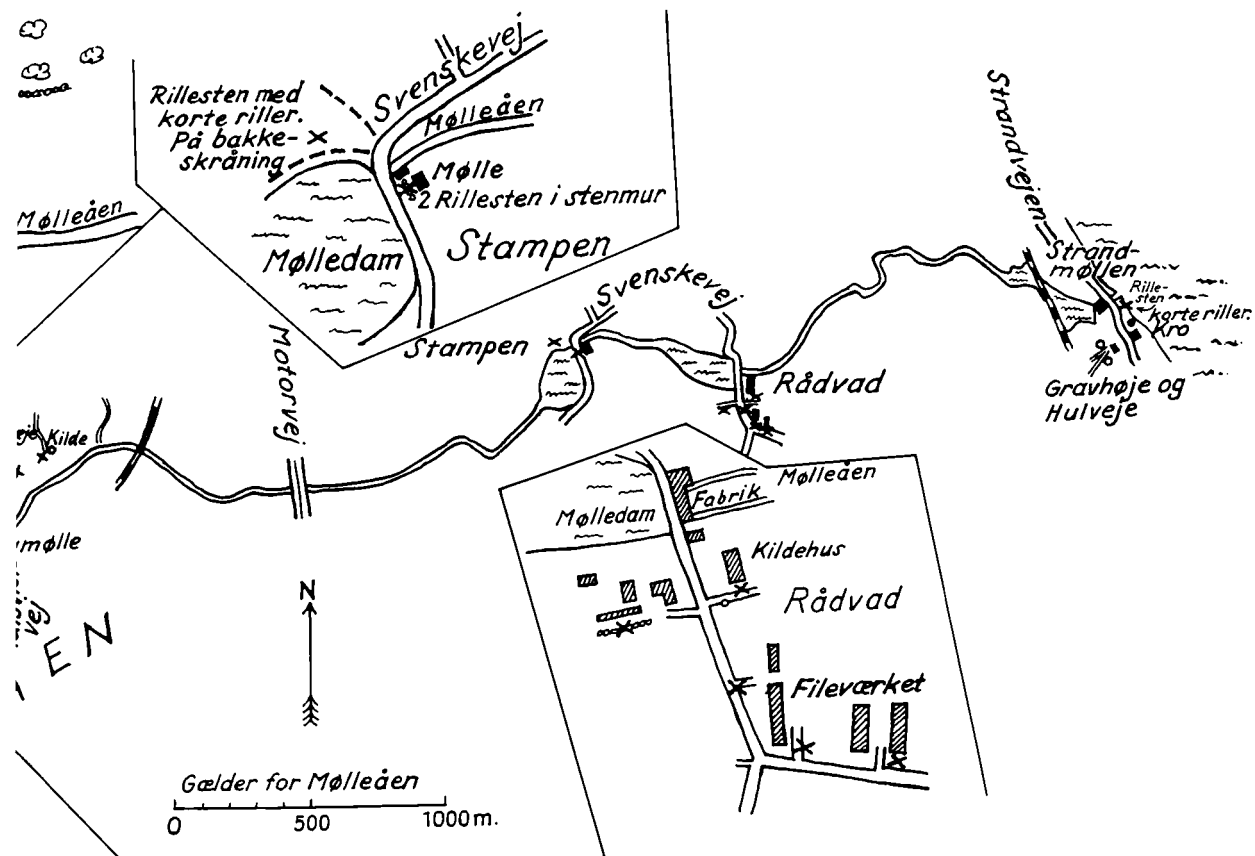 Svenskevej
Rillesten med
korte riller.
På bakke-
skråning
Mølleåen
Mølle
2 Rillesten i stenmur
Mølleåen
Mølledam
Stampen
Strandvejen
Strand-
møllen
Rille-
sten
korte riller.
Kro
Gravhøje og
Hulveje
Svenskevej
Stampen
Rådvad
Motorvej
Kilde
mølle
vej
EN
N
Mølleåen
Fabrik
Mølledam
Kildehus
Rådvad
Fileværket
Gælder for Mølleåen
0 500 1000 m.